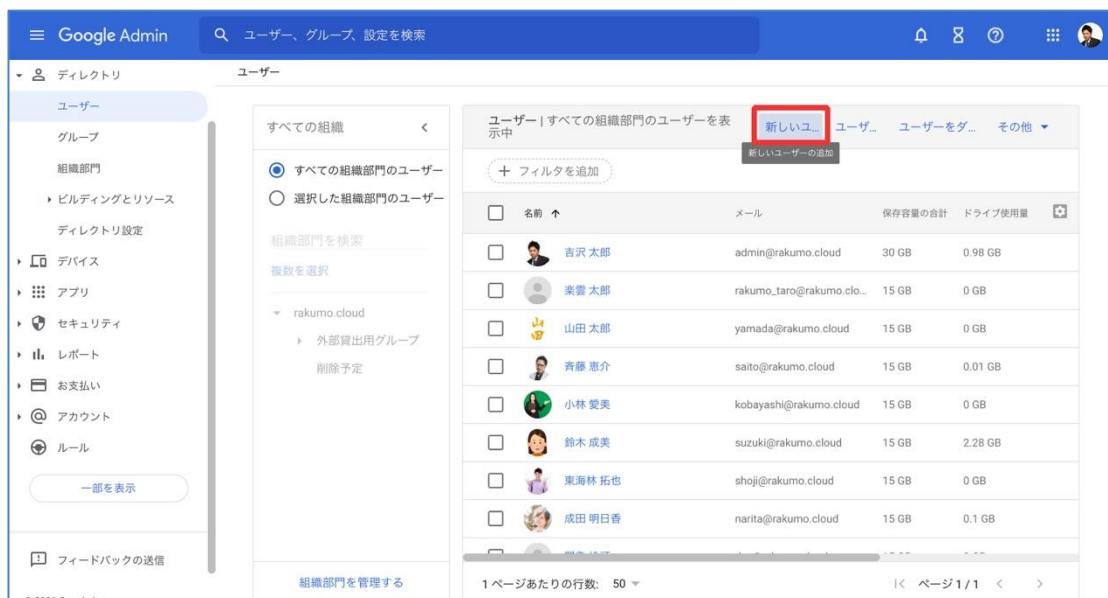 Google Admin
ユーザー、グループ、設定を検索
ディレクトリ
ユーザー
グループ
組織部門
ビルディングとリソース
ディレクトリ設定
デバイス
アプリ
セキュリティ
レポート
お支払い
アカウント
ルール
一部を表示
フィードバックの送信
ユーザー
すべての組織
すべての組織部門のユーザー
選択した組織部門のユーザー
組織部門を検索
複数を選択
rakumo.cloud
外部貸出用グループ
削除予定
組織部門を管理する
ユーザー | すべての組織部門のユーザーを表
示中
新しいユ... ユーザ... ユーザーをダ... その他
新しいユーザーの追加
+ フィルタを追加
名前 メール 保存容量の合計 ドライブ使用量
吉沢 太郎 admin@rakumo.cloud 30 GB 0.98 GB
楽雲 太郎 rakumo_taro@rakumo.clo... 15 GB 0 GB
山田 太郎 yamada@rakumo.cloud 15 GB 0 GB
斉藤 恵介 saito@rakumo.cloud 15 GB 0.01 GB
小林 愛美 kobayashi@rakumo.cloud 15 GB 0 GB
鈴木 成美 suzuki@rakumo.cloud 15 GB 2.28 GB
東海林 拓也 shoji@rakumo.cloud 15 GB 0 GB
成田 明日香 narita@rakumo.cloud 15 GB 0.1 GB
1 ページあたりの行数: 50
ページ 1 / 1